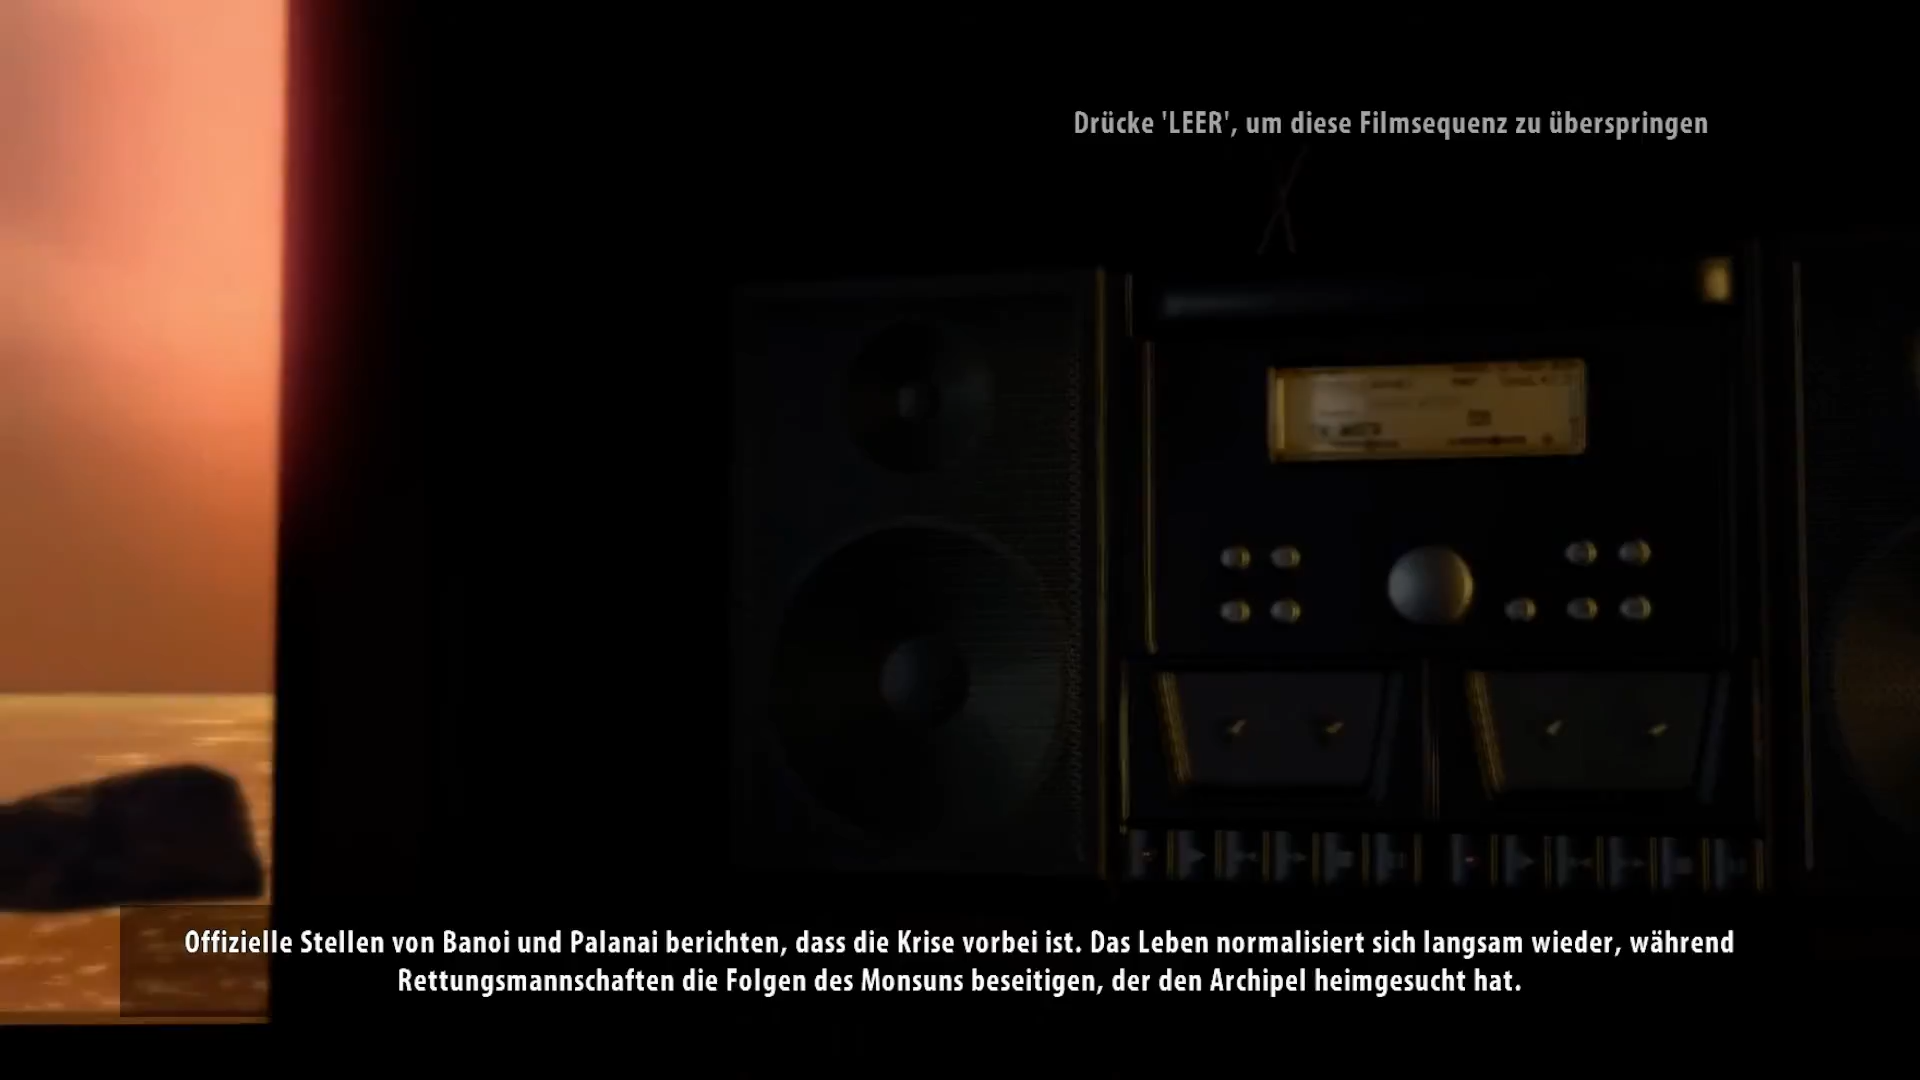 Drücke 'LEER', um diese Filmsequenz zu überspringen
Offizielle Stellen von Banoi und Palanai berichten, dass die Krise vorbei ist. Das Leben normalisiert sich langsam wieder, während
Rettungsmannschaften die Folgen des Monsuns beseitigen, der den Archipel heimgesucht hat.